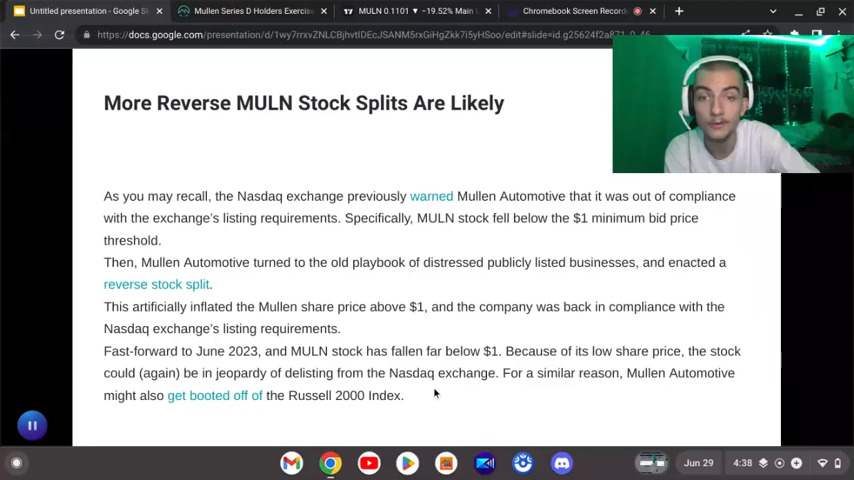 Untitled presentation - Google Sl
Mullen Series D Holders Exercise
MULN 0.1101 ▼ −19.52% Main
Chromebook Screen Record
docs.google.com/presentation/d/
More Reverse MULN Stock Splits Are Likely
As you may recall, the Nasdaq exchange previously warned Mullen Automotive that it was out of compliance
with the exchange's listing requirements. Specifically, MULN stock fell below the $1 minimum bid price
threshold.
Then, Mullen Automotive turned to the old playbook of distressed publicly listed businesses, and enacted a
reverse stock split.
This artificially inflated the Mullen share price above $1, and the company was back in compliance with the
Nasdaq exchange's listing requirements.
Fast-forward to June 2023, and MULN stock has fallen far below $1. Because of its low share price, the stock
could (again) be in jeopardy of delisting from the Nasdaq exchange. For a similar reason, Mullen Automotive
might also get booted off of the Russell 2000 Index.
Jun 29
4:38